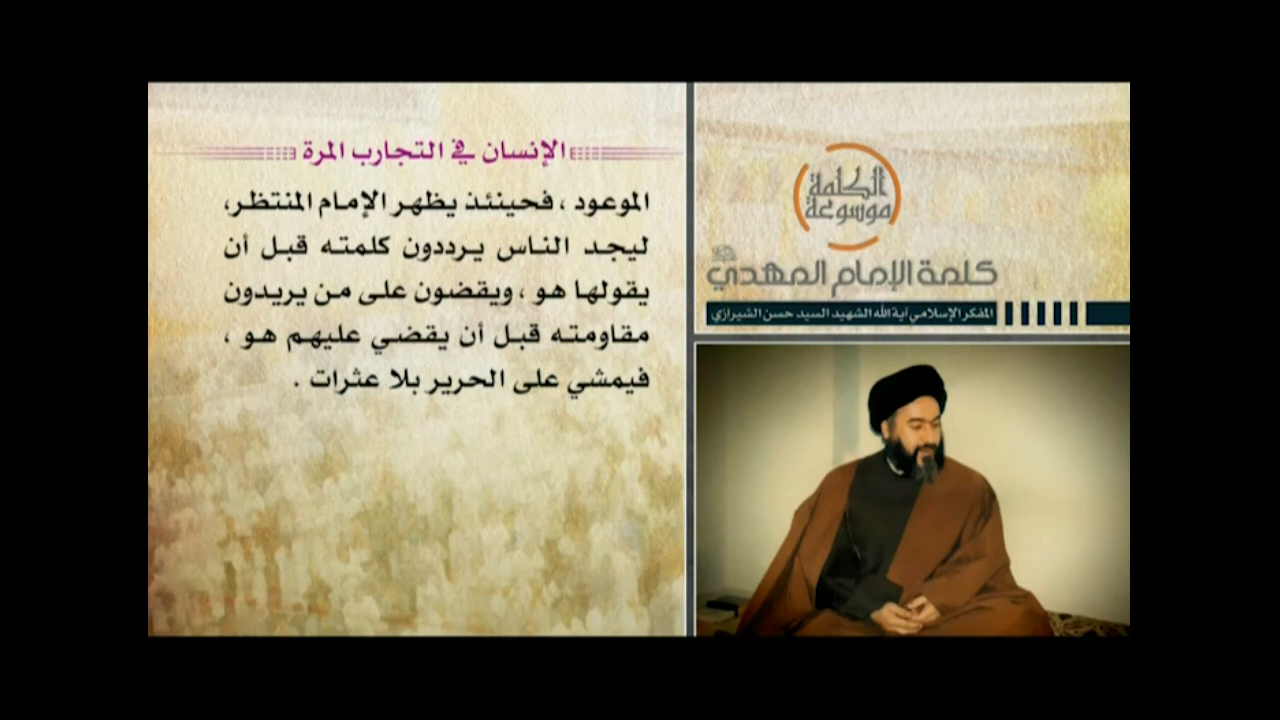 الإنسان في التجارب المرة
الموعود ، فحينئذ يظهر الإمام المنتظر،
ليجد الناس يرددون كلمته قبل أن
يقولها هو ، ويقضون على من يريدون
مقاومته قبل أن يقضي عليهم هو ،
فيمشي على الحرير بلا عثرات .
الكلمة
موسوعة
كلمة الإمام المهدي
المفكر الإسلامي آية الله الشهيد السيد حسن الشيرازي